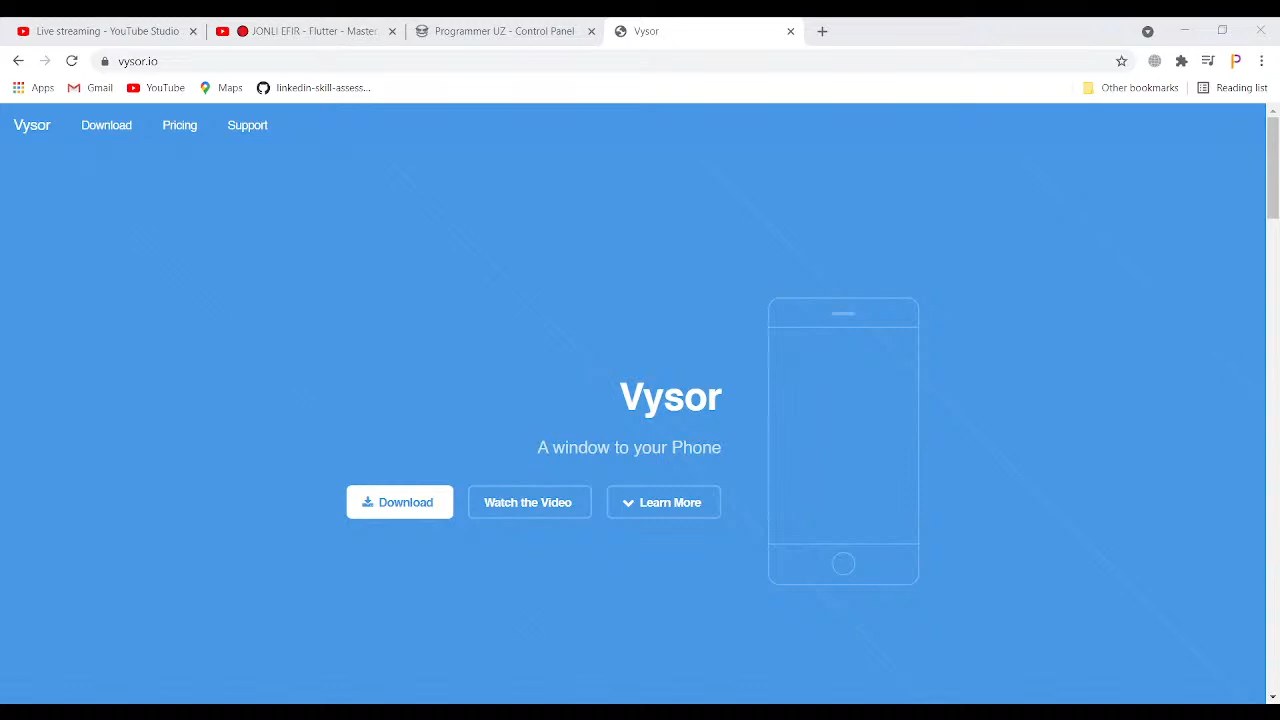 Live streaming - YouTube Studio
JONLI EFIR - Flutter - Master
Programmer UZ - Control Panel
Vysor
vysor.io
Apps
Gmail
YouTube
Maps
linkedin-skill-assess...
Other bookmarks
Reading list
Vysor
Download
Pricing
Support
Vysor
A window to your Phone
Download
Watch the Video
Learn More